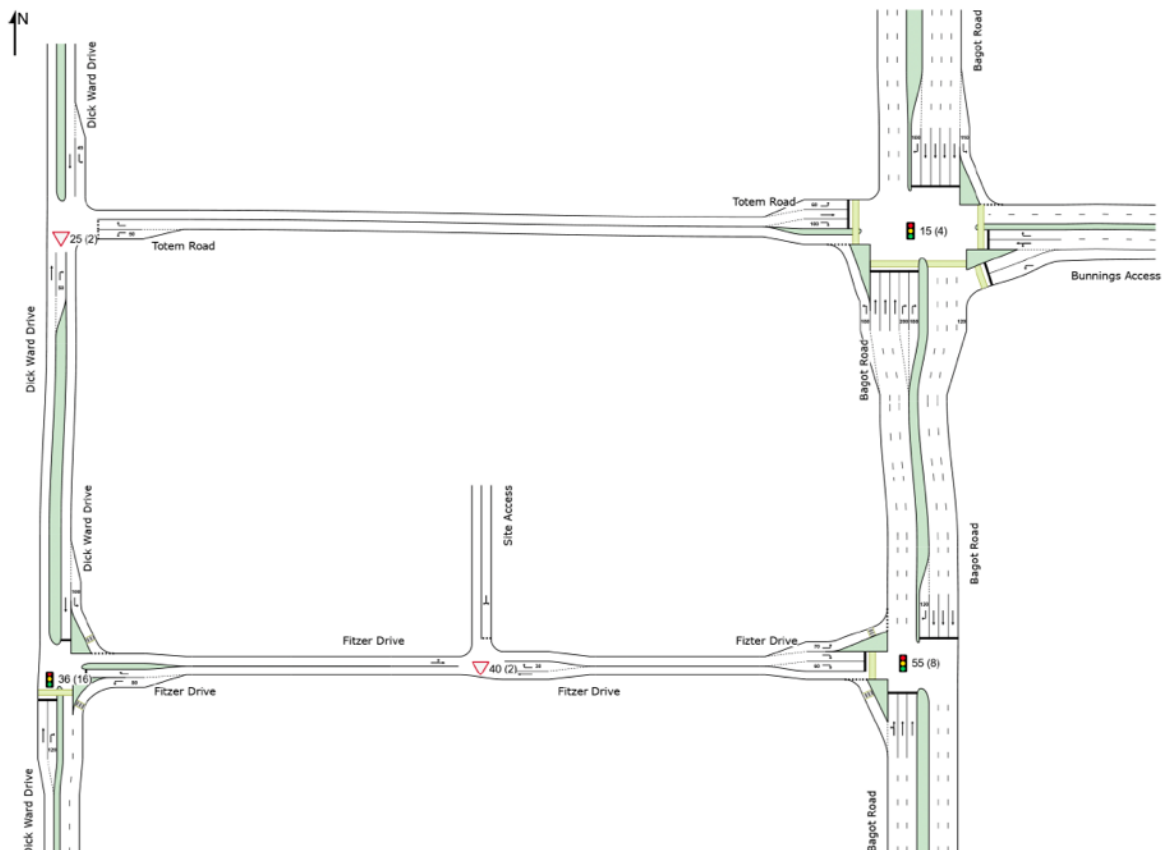 N
Dick Ward Drive
Bagot Road
Totem Road
Totem Road
25 (2)
15 (4)
Bunnings Access
Dick Ward Drive
Bagot Road
Dick Ward Drive
Site Access
Bagot Road
Fitzer Drive
Fizter Drive
36 (16)
40 (2)
55 (8)
Fitzer Drive
Fitzer Drive
Dick Ward Drive
Bagot Road